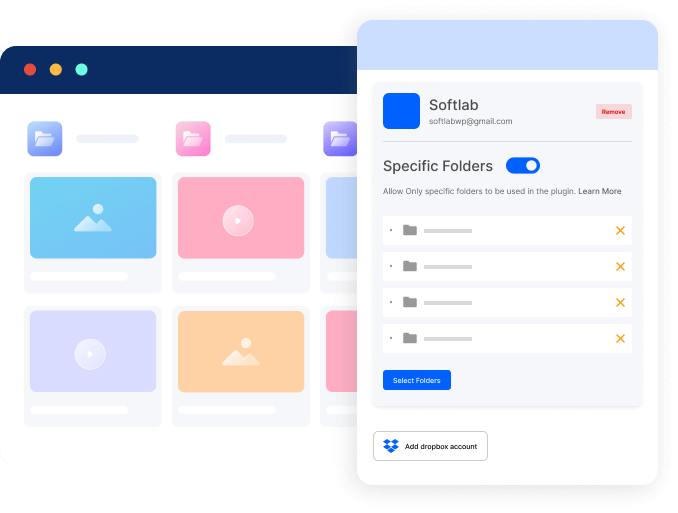 Softlab
softlabwp@gmail.com
Remove
Specific Folders
Allow Only specific folders to be used in the plugin. Learn More
Select Folders
Add dropbox account